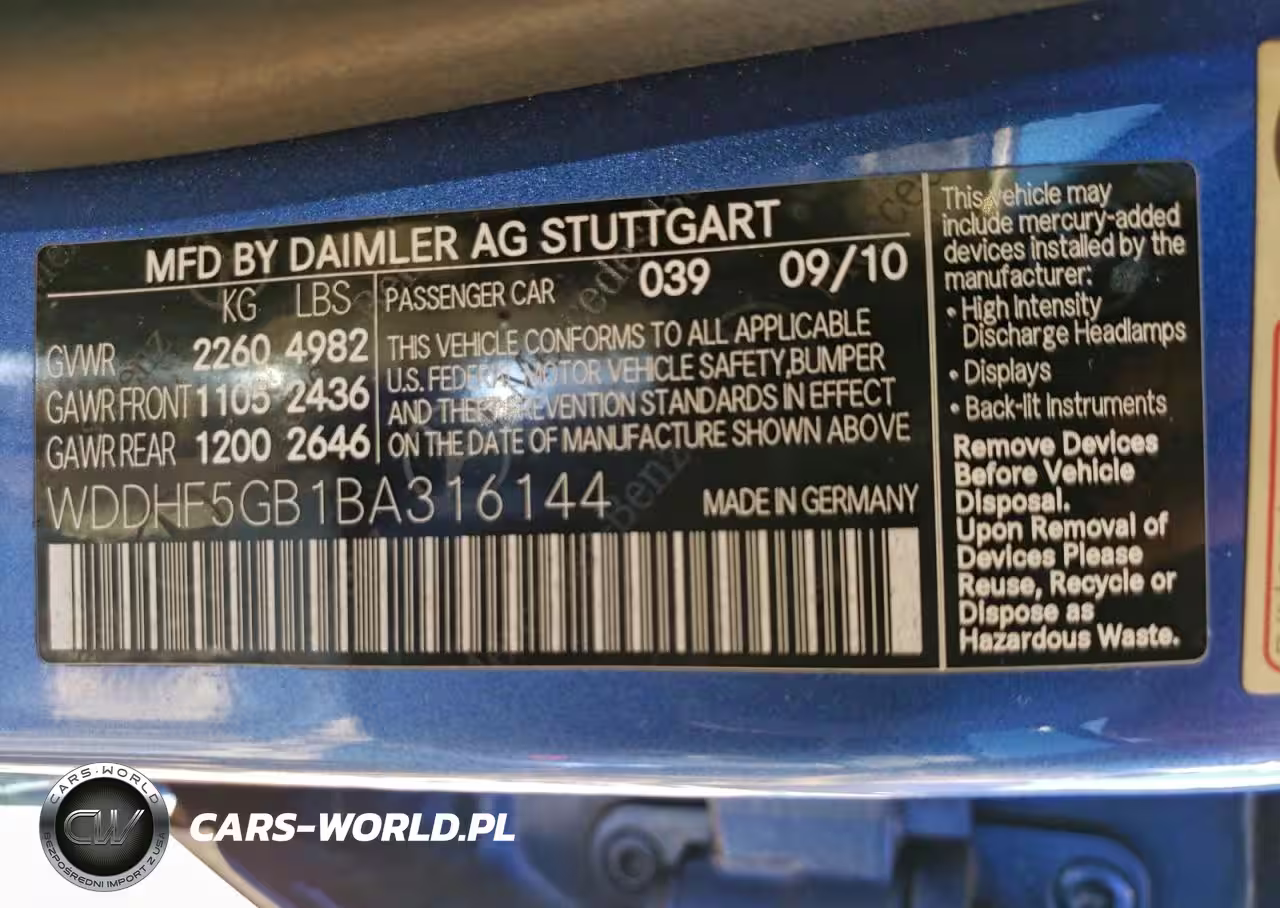 MFD BY DAIMLER AG STUTTGART
KG LBS
GVWR 2260 4982
GAWR FRONT 1105 2436
GAWR REAR 1200 2646
PASSENGER CAR 039 09/10
THIS VEHICLE CONFORMS TO ALL APPLICABLE
U.S. FEDERAL MOTOR VEHICLE SAFETY,BUMPER
AND THEFT PREVENTION STANDARDS IN EFFECT
ON THE DATE OF MANUFACTURE SHOWN ABOVE
WDDHF5GB1BA316144 MADE IN GERMANY
This vehicle may
include mercury-added
devices installed by the
manufacturer:
• High Intensity
Discharge Headlamps
• Displays
• Back-lit Instruments
Remove Devices
Before Vehicle
Disposal.
Upon Removal of
Devices Please
Reuse, Recycle or
Dispose as
Hazardous Waste.
CARS-WORLD
CW
BEZPOŚREDNI IMPORT Z USA
CARS-WORLD.PL